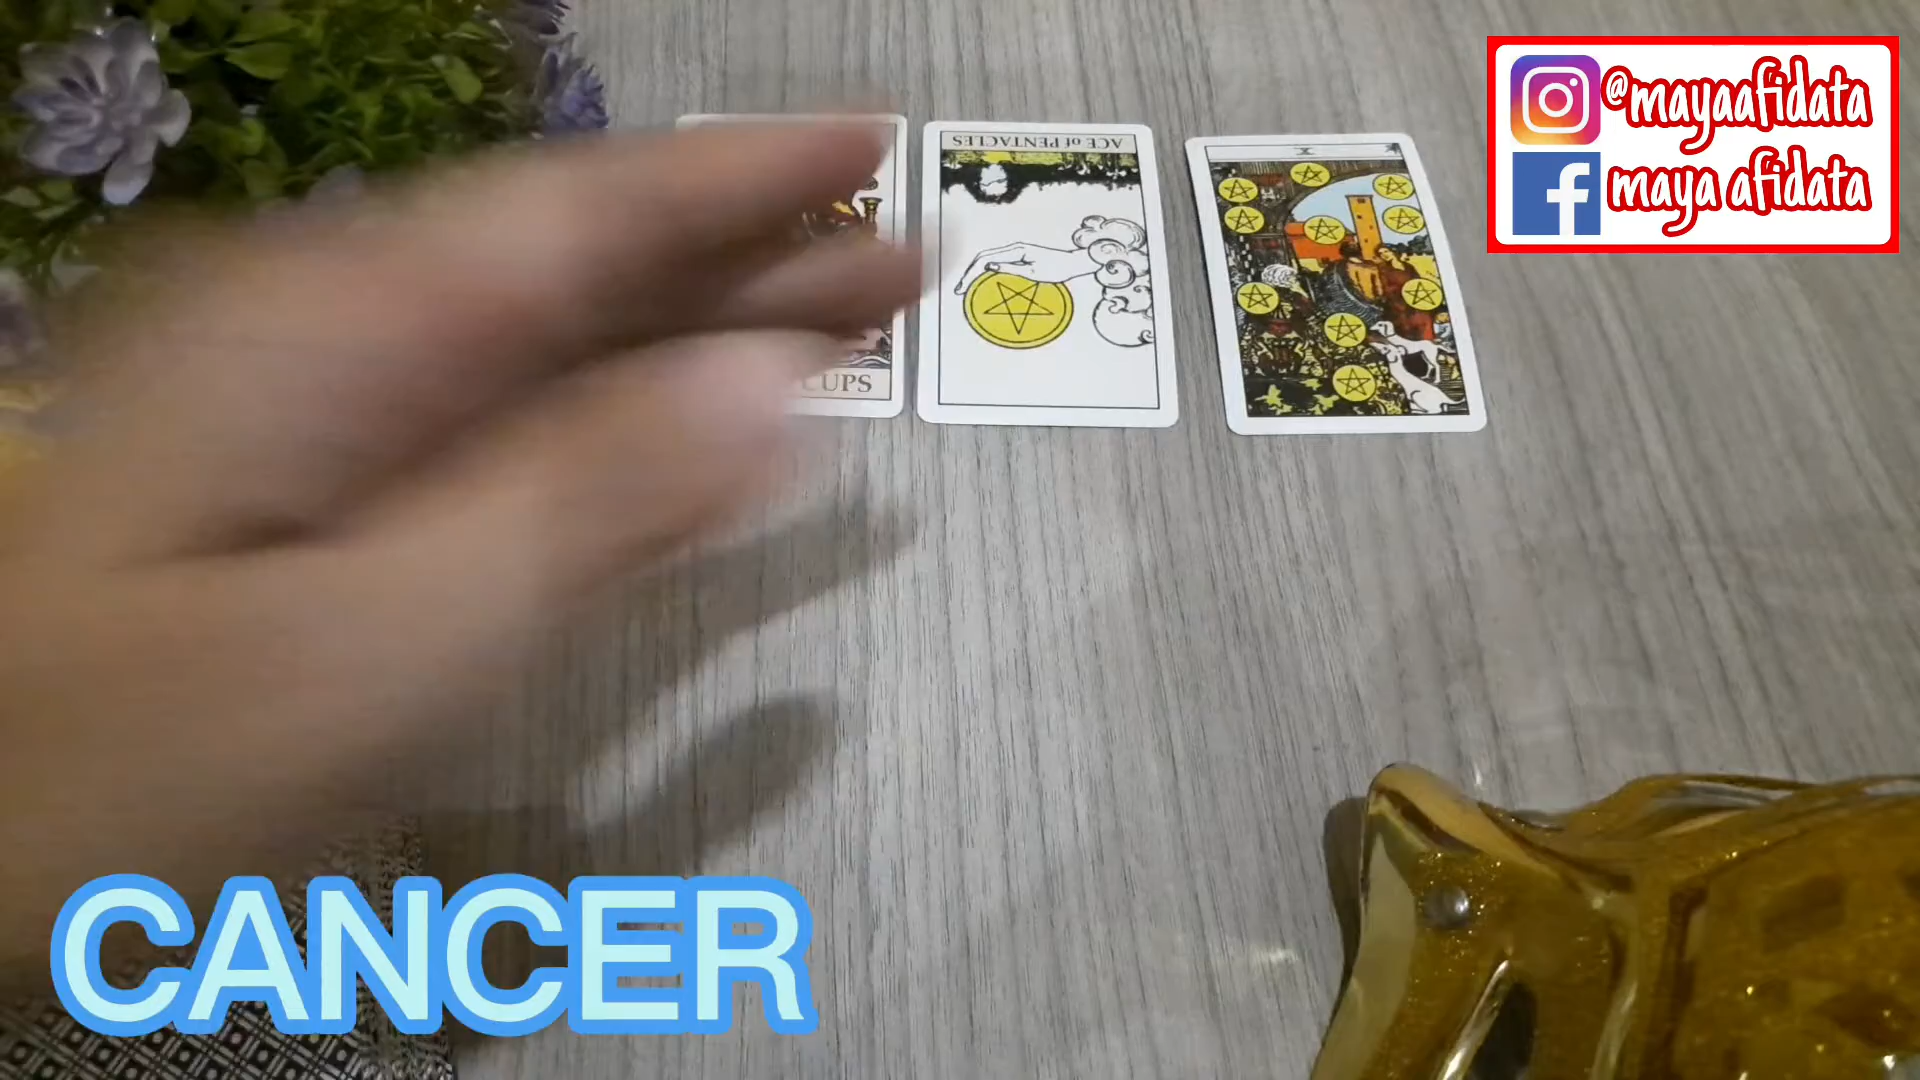 @mayaafidata
maya afidata
ACE of PENTACLES
X
CUPS
CANCER